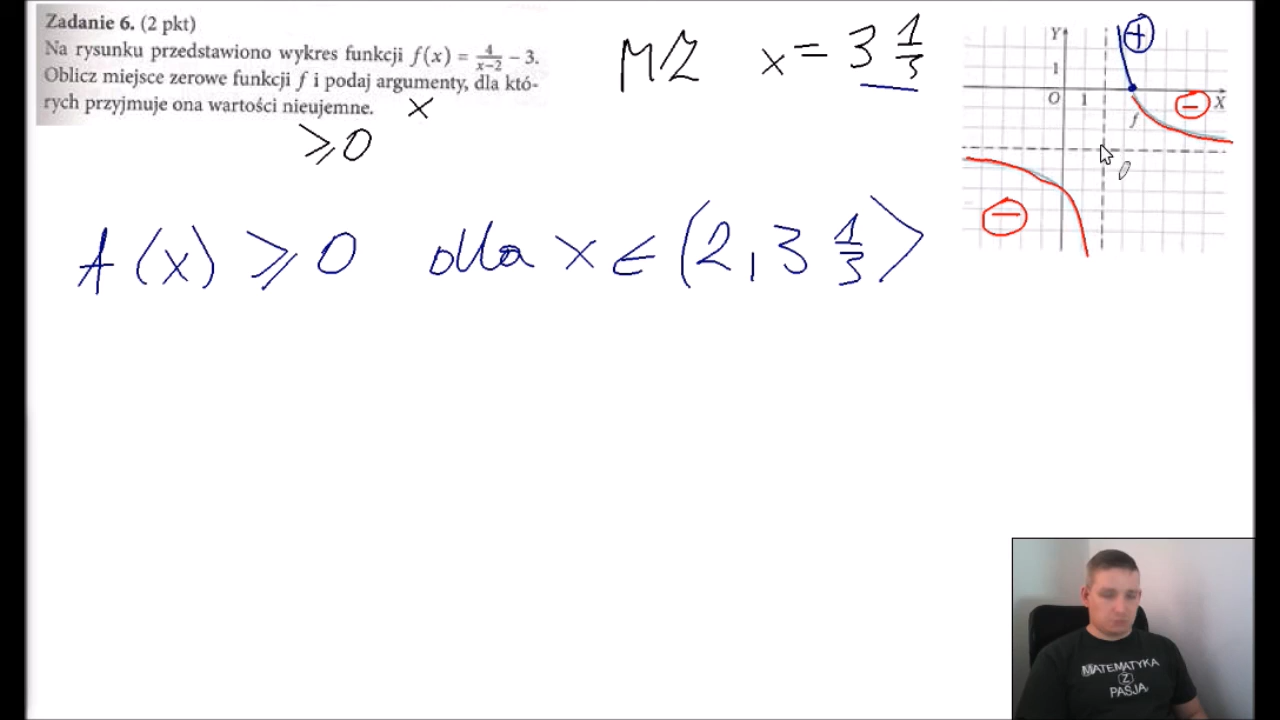 Zadanie 6. (2 pkt)
Na rysunku przedstawiono wykres funkcji f(x) = 4/(x−2) − 3.
Oblicz miejsce zerowe funkcji f i podaj argumenty, dla któ-
rych przyjmuje ona wartości nieujemne.
x
⩾0
MZ x = 3 1/3
Y
1
O 1 X
f
+
−
−
f(x) ⩾ 0 dla x ∈ (2, 3 1/3⟩
MATEMATYKA
Z
PASJĄ